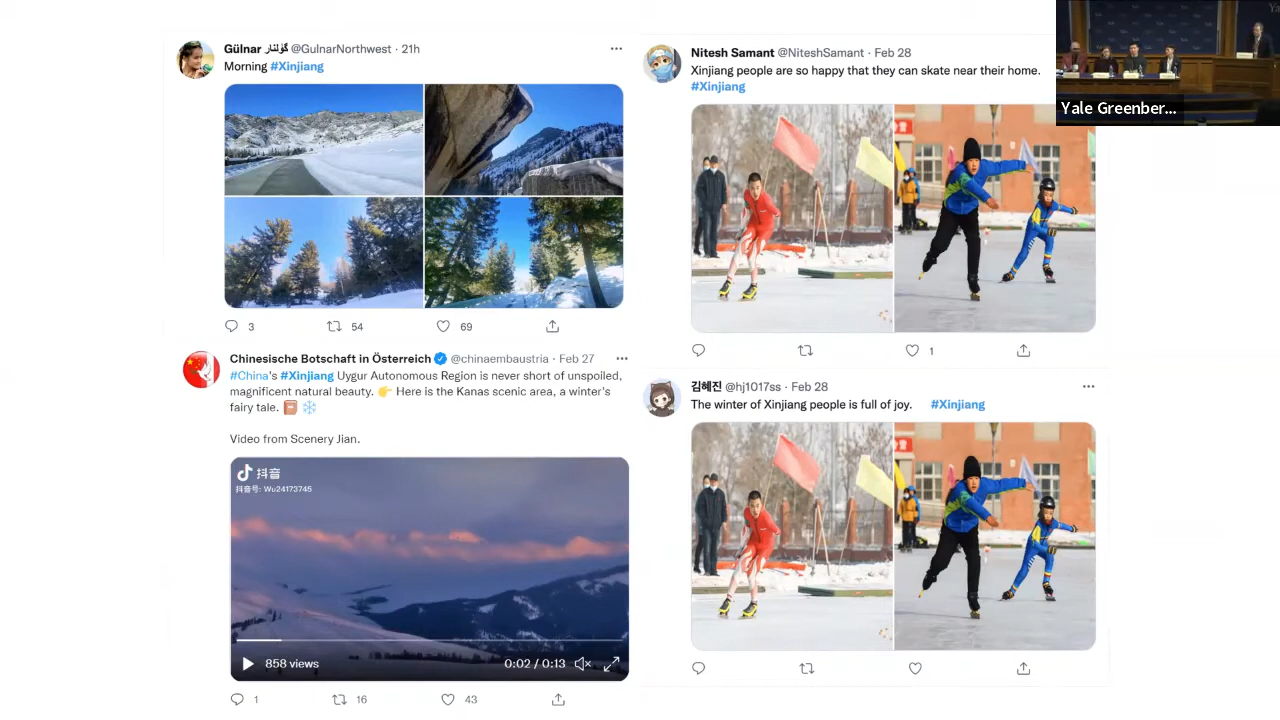 Gülnar گۈلنار @GulnarNorthwest · 21h
Morning #Xinjiang
3 54 69
Chinesische Botschaft in Österreich @chinaembaustria · Feb 27
#China's #Xinjiang Uygur Autonomous Region is never short of unspoiled,
magnificent natural beauty. 👉 Here is the Kanas scenic area, a winter's
fairy tale. 📔 ❄️
Video from Scenery Jian.
抖音
抖音号: Wu24173745
858 views 0:02 / 0:13
1 16 43
Nitesh Samant @NiteshSamant · Feb 28
Xinjiang people are so happy that they can skate near their home.
#Xinjiang
1
김혜진 @hj1017ss · Feb 28
The winter of Xinjiang people is full of joy. #Xinjiang
Yale Greenber...